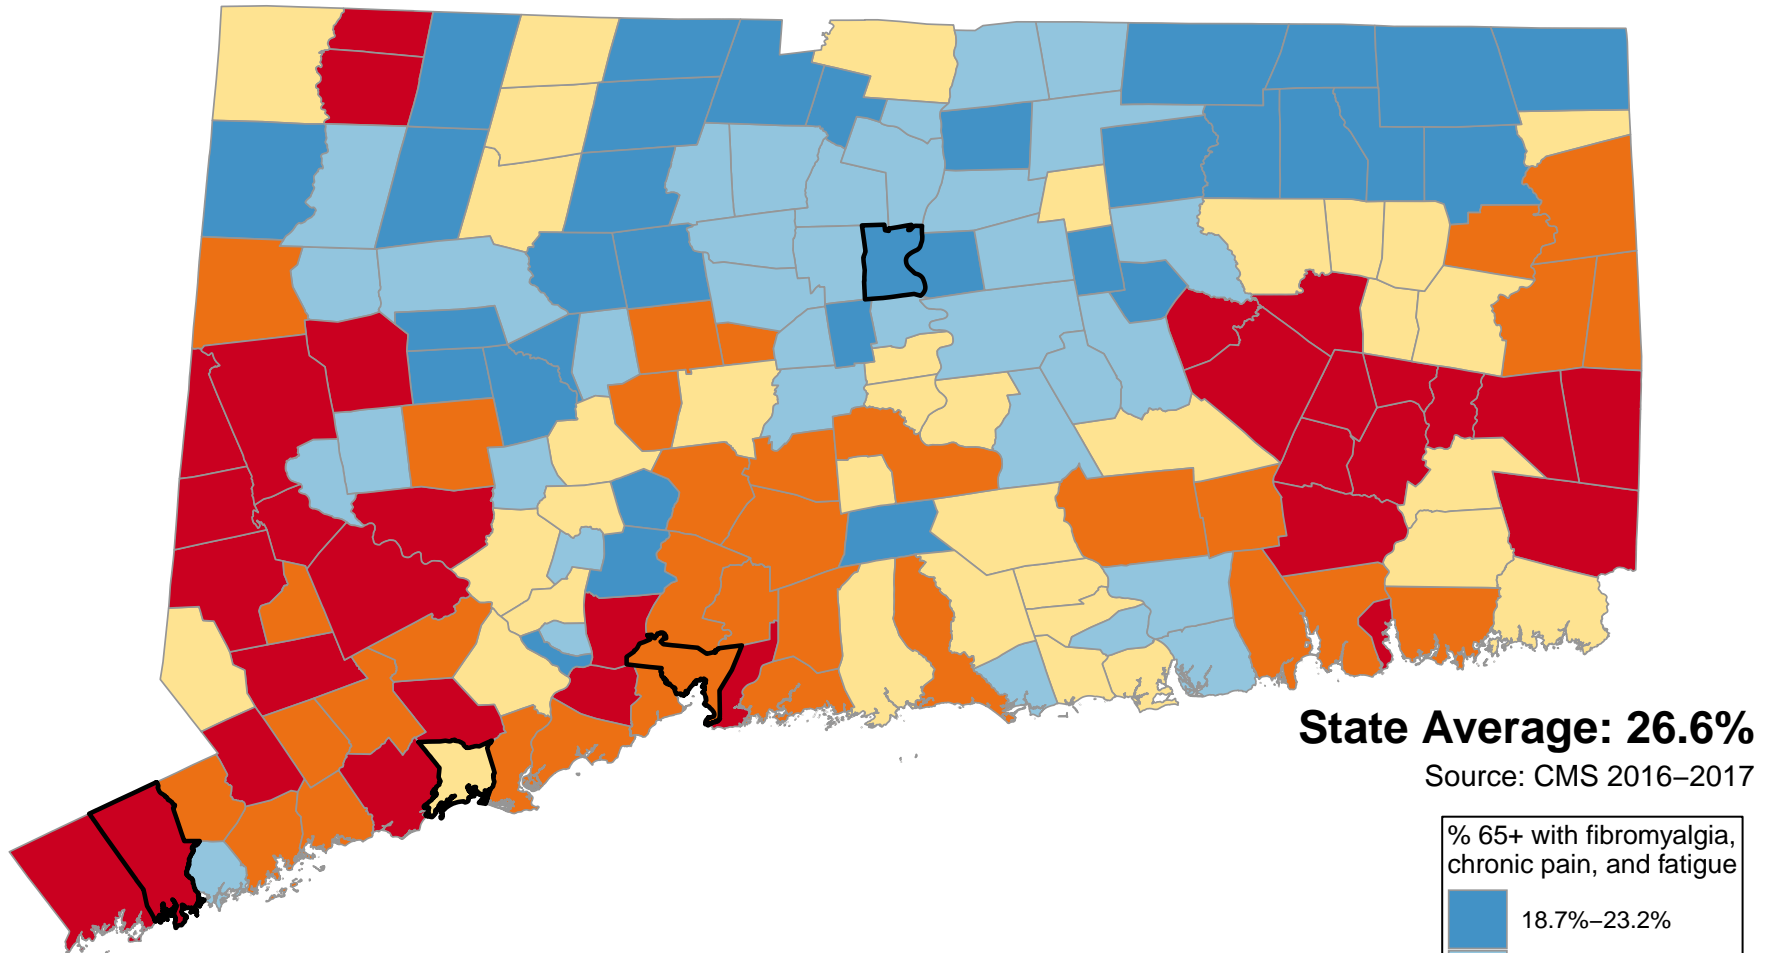 State Average: 26.6%
Source: CMS 2016–2017
% 65+ with fibromyalgia,
chronic pain, and fatigue
18.7%–23.2%